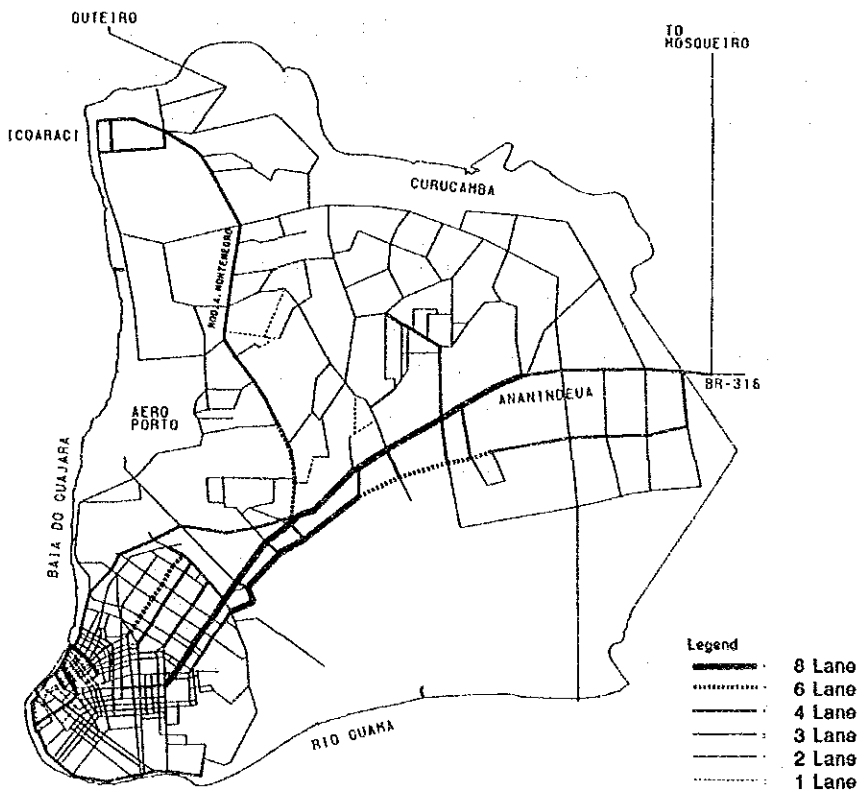 OUTEIRO
TO
MOSQUEIRO
ICOARACI
CURUCAMBA
ROD.A.MONTENEGRO
BR-316
ANANINDEUA
AERO
PORTO
BAIA DO GUAJARA
RIO GUAMA
Legend
8 Lane
6 Lane
4 Lane
3 Lane
2 Lane
1 Lane